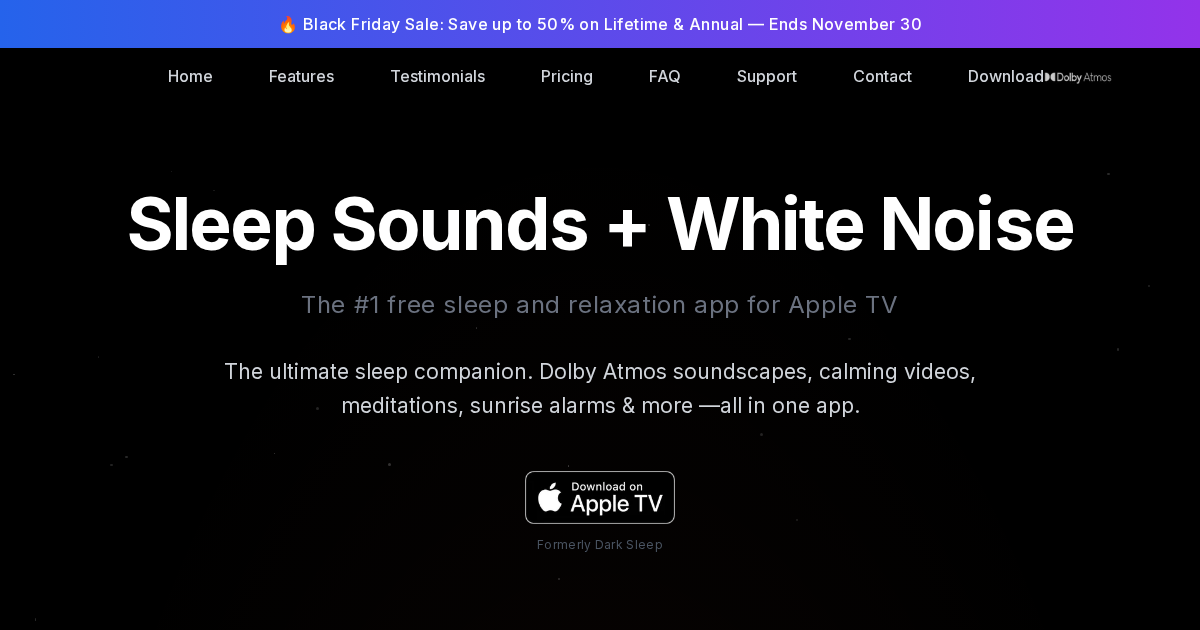 🔥 Black Friday Sale: Save up to 50% on Lifetime & Annual — Ends November 30
Home Features Testimonials Pricing FAQ Support Contact Download Dolby Atmos
Sleep Sounds + White Noise
The #1 free sleep and relaxation app for Apple TV
The ultimate sleep companion. Dolby Atmos soundscapes, calming videos,
meditations, sunrise alarms & more —all in one app.
Download on
Apple TV
Formerly Dark Sleep